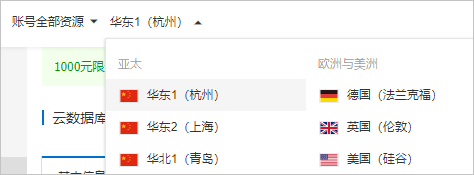 账号全部资源 华东1（杭州）
1000元限
云数据库
亚太
华东1（杭州）
华东2（上海）
华北1（青岛）
欧洲与美洲
德国（法兰克福）
英国（伦敦）
美国（硅谷）